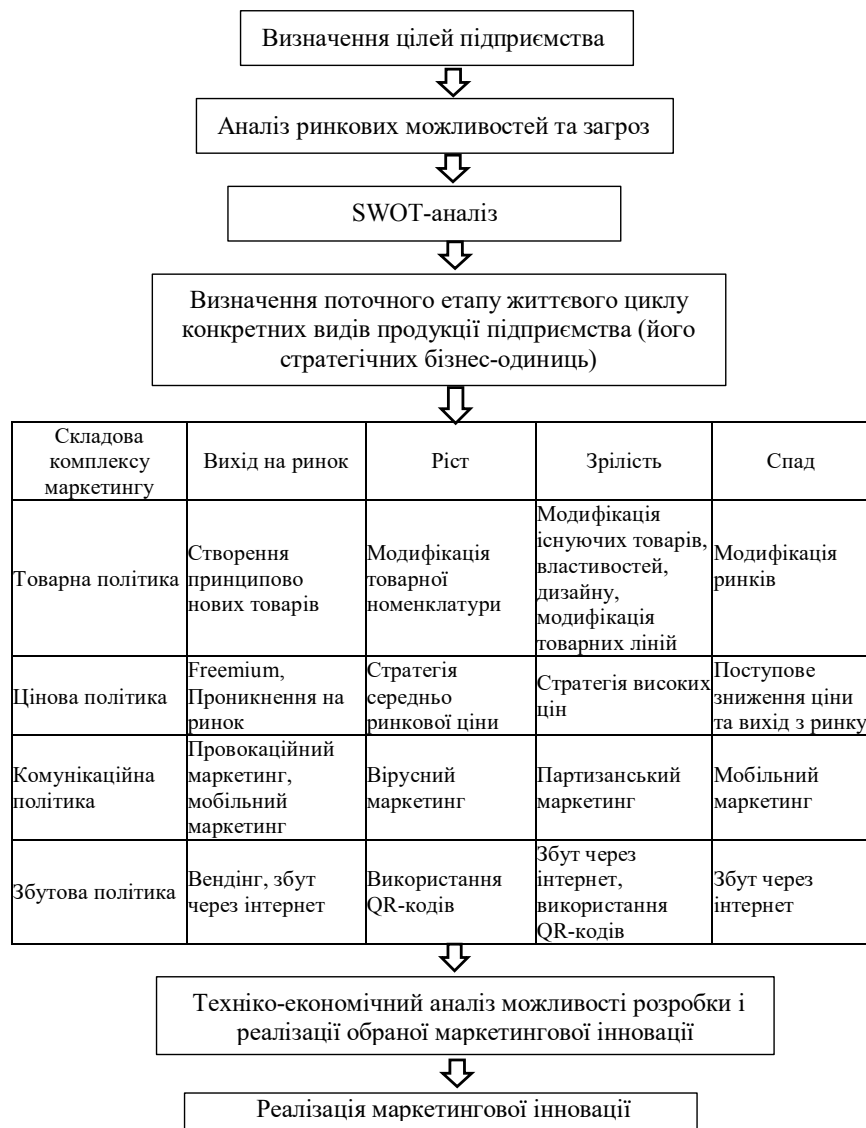 Визначення цілей підприємства
Аналіз ринкових можливостей та загроз
SWOT-аналіз
Визначення поточного етапу життєвого циклу
конкретних видів продукції підприємства (його
стратегічних бізнес-одиниць)
Складова
комплексу
маркетингу
Вихід на ринок
Ріст
Зрілість
Спад
Товарна політика
Створення
принципово
нових товарів
Модифікація
товарної
номенклатури
Модифікація
існуючих товарів,
властивостей,
дизайну,
модифікація
товарних ліній
Модифікація
ринків
Цінова політика
Freemium,
Проникнення на
ринок
Стратегія
середньо
ринкової ціни
Стратегія високих
цін
Поступове
зниження ціни
та вихід з ринку
Комунікаційна
політика
Провокаційний
маркетинг,
мобільний
маркетинг
Вірусний
маркетинг
Партизанський
маркетинг
Мобільний
маркетинг
Збутова політика
Вендінг, збут
через інтернет
Використання
QR-кодів
Збут через
інтернет,
використання
QR-кодів
Збут через
інтернет
Техніко-економічний аналіз можливості розробки і
реалізації обраної маркетингової інновації
Реалізація маркетингової інновації